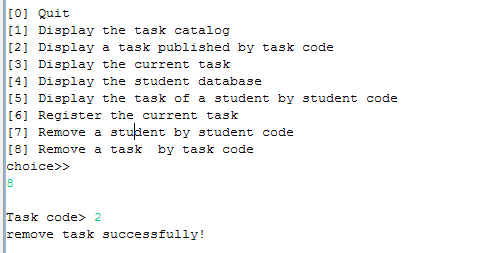 [0] Quit
[1] Display the task catalog
[2] Display a task published by task code
[3] Display the current task
[4] Display the student database
[5] Display the task of a student by student code
[6] Register the current task
[7] Remove a student by student code
[8] Remove a task  by task code
choice>>
8
Task code> 2
remove task successfully!